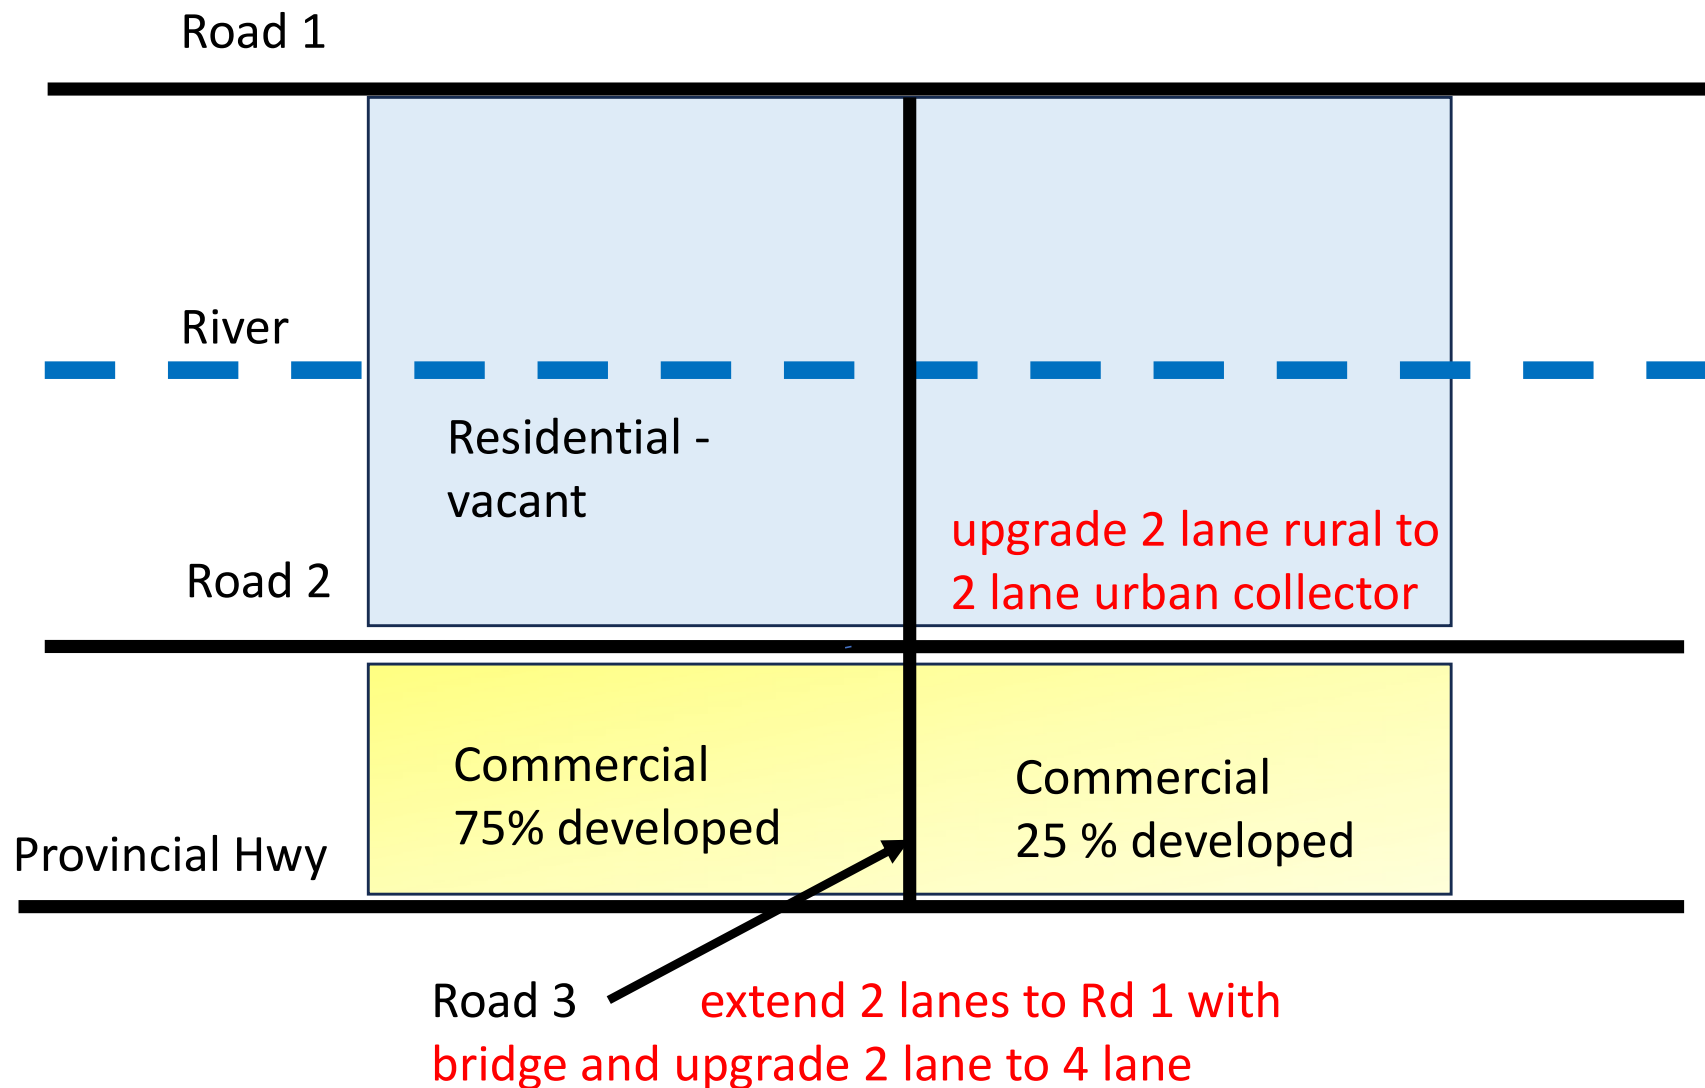 Road 1
River
Residential -
vacant
upgrade 2 lane rural to
2 lane urban collector
Road 2
Commercial
75% developed
Commercial
25 % developed
Provincial Hwy
Road 3
extend 2 lanes to Rd 1 with
bridge and upgrade 2 lane to 4 lane